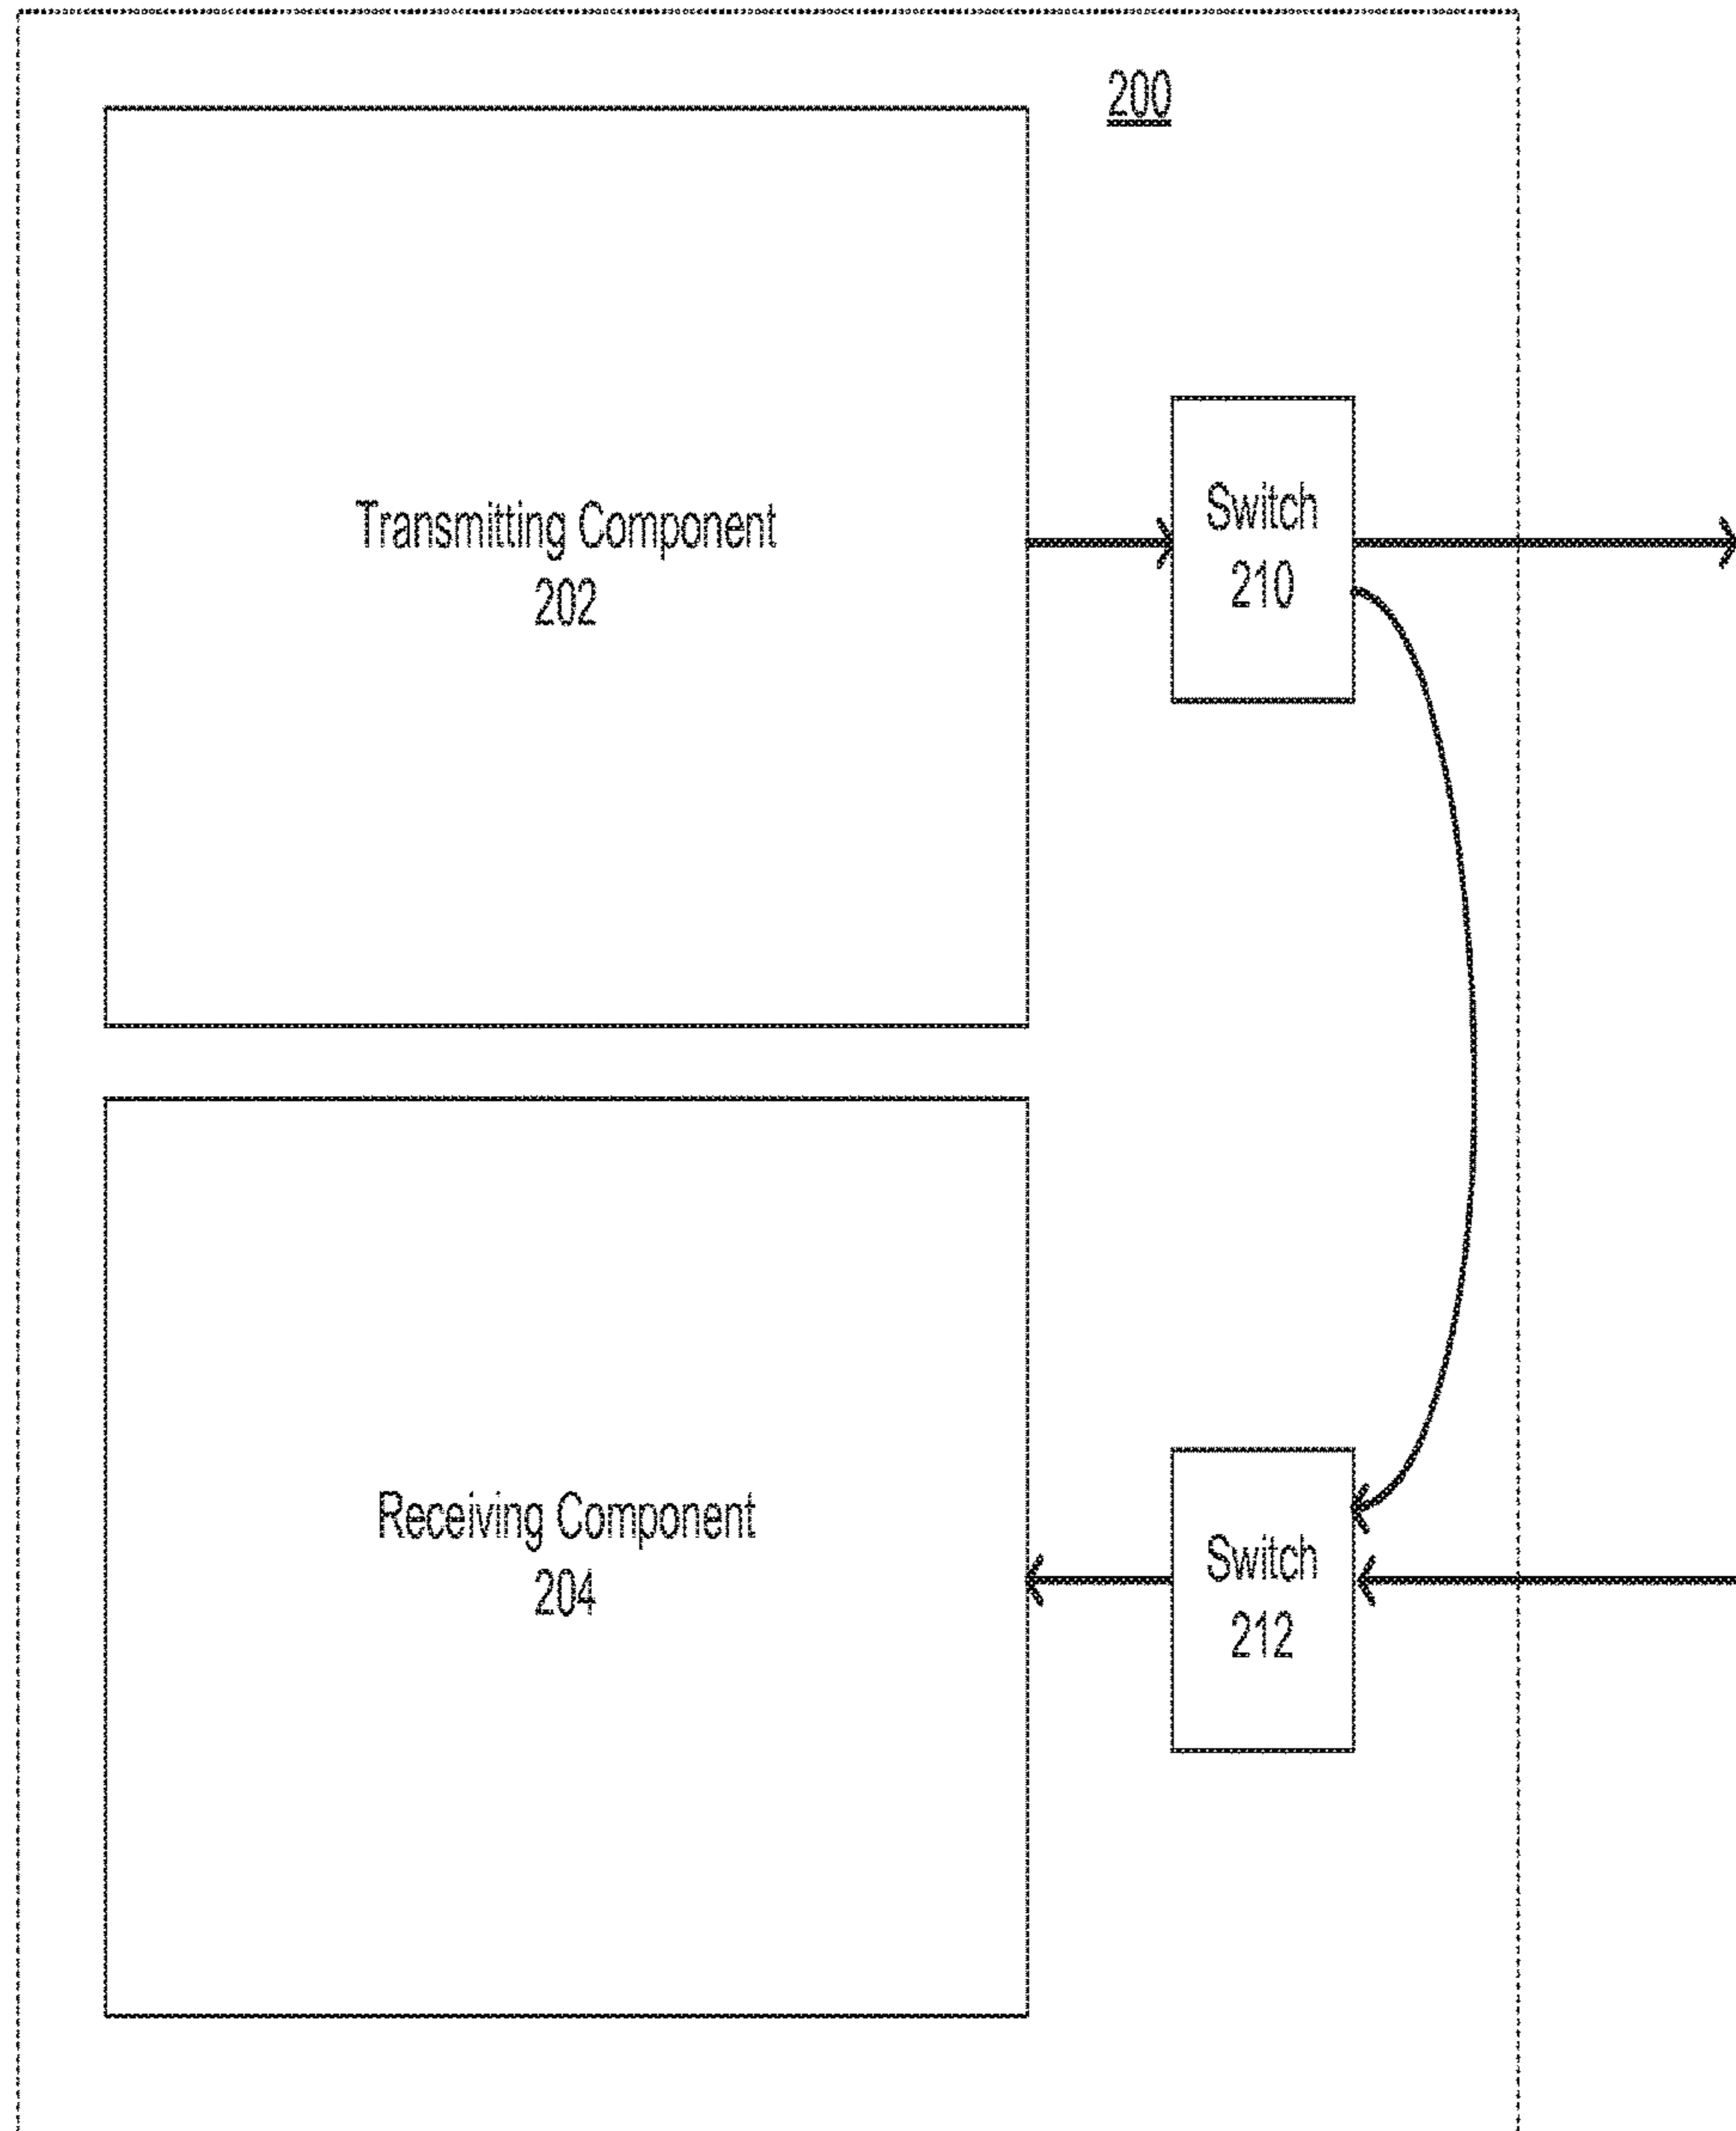 200
Transmitting Component
202
Switch
210
Receiving Component
204
Switch
212